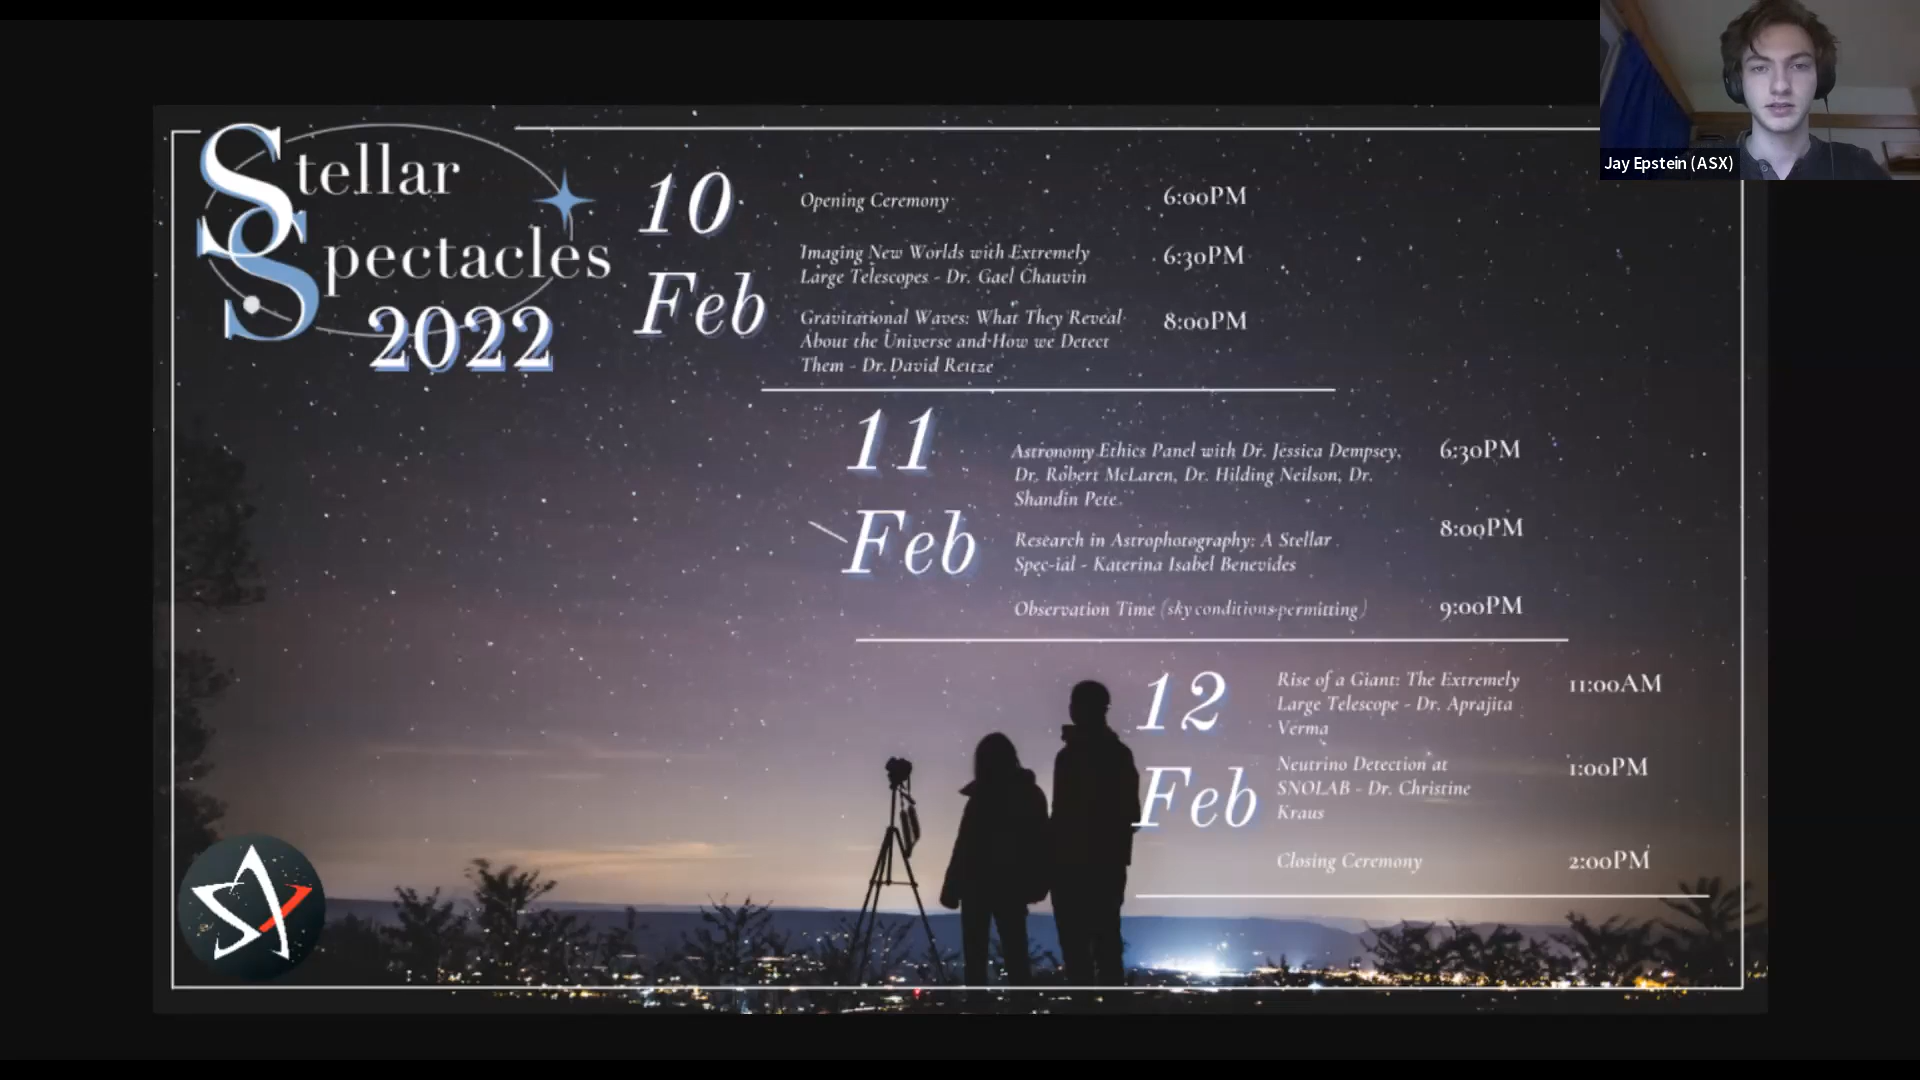 Stellar
Spectacles
2022
10
Feb
Opening Ceremony
6:00PM
Imaging New Worlds with Extremely
Large Telescopes - Dr. Gael Chauvin
6:30PM
Gravitational Waves: What They Reveal
About the Universe and How we Detect
Them - Dr. David Reitze
8:00PM
11
Feb
Astronomy Ethics Panel with Dr. Jessica Dempsey,
Dr. Robert McLaren, Dr. Hilding Neilson, Dr.
Shandin Pete
6:30PM
Research in Astrophotography: A Stellar
Spec-ial - Katerina Isabel Benevides
8:00PM
Observation Time (sky conditions permitting)
9:00PM
12
Feb
Rise of a Giant: The Extremely
Large Telescope - Dr. Aprajita
Verma
11:00AM
Neutrino Detection at
SNOLAB - Dr. Christine
Kraus
1:00PM
Closing Ceremony
2:00PM
Jay Epstein (ASX)